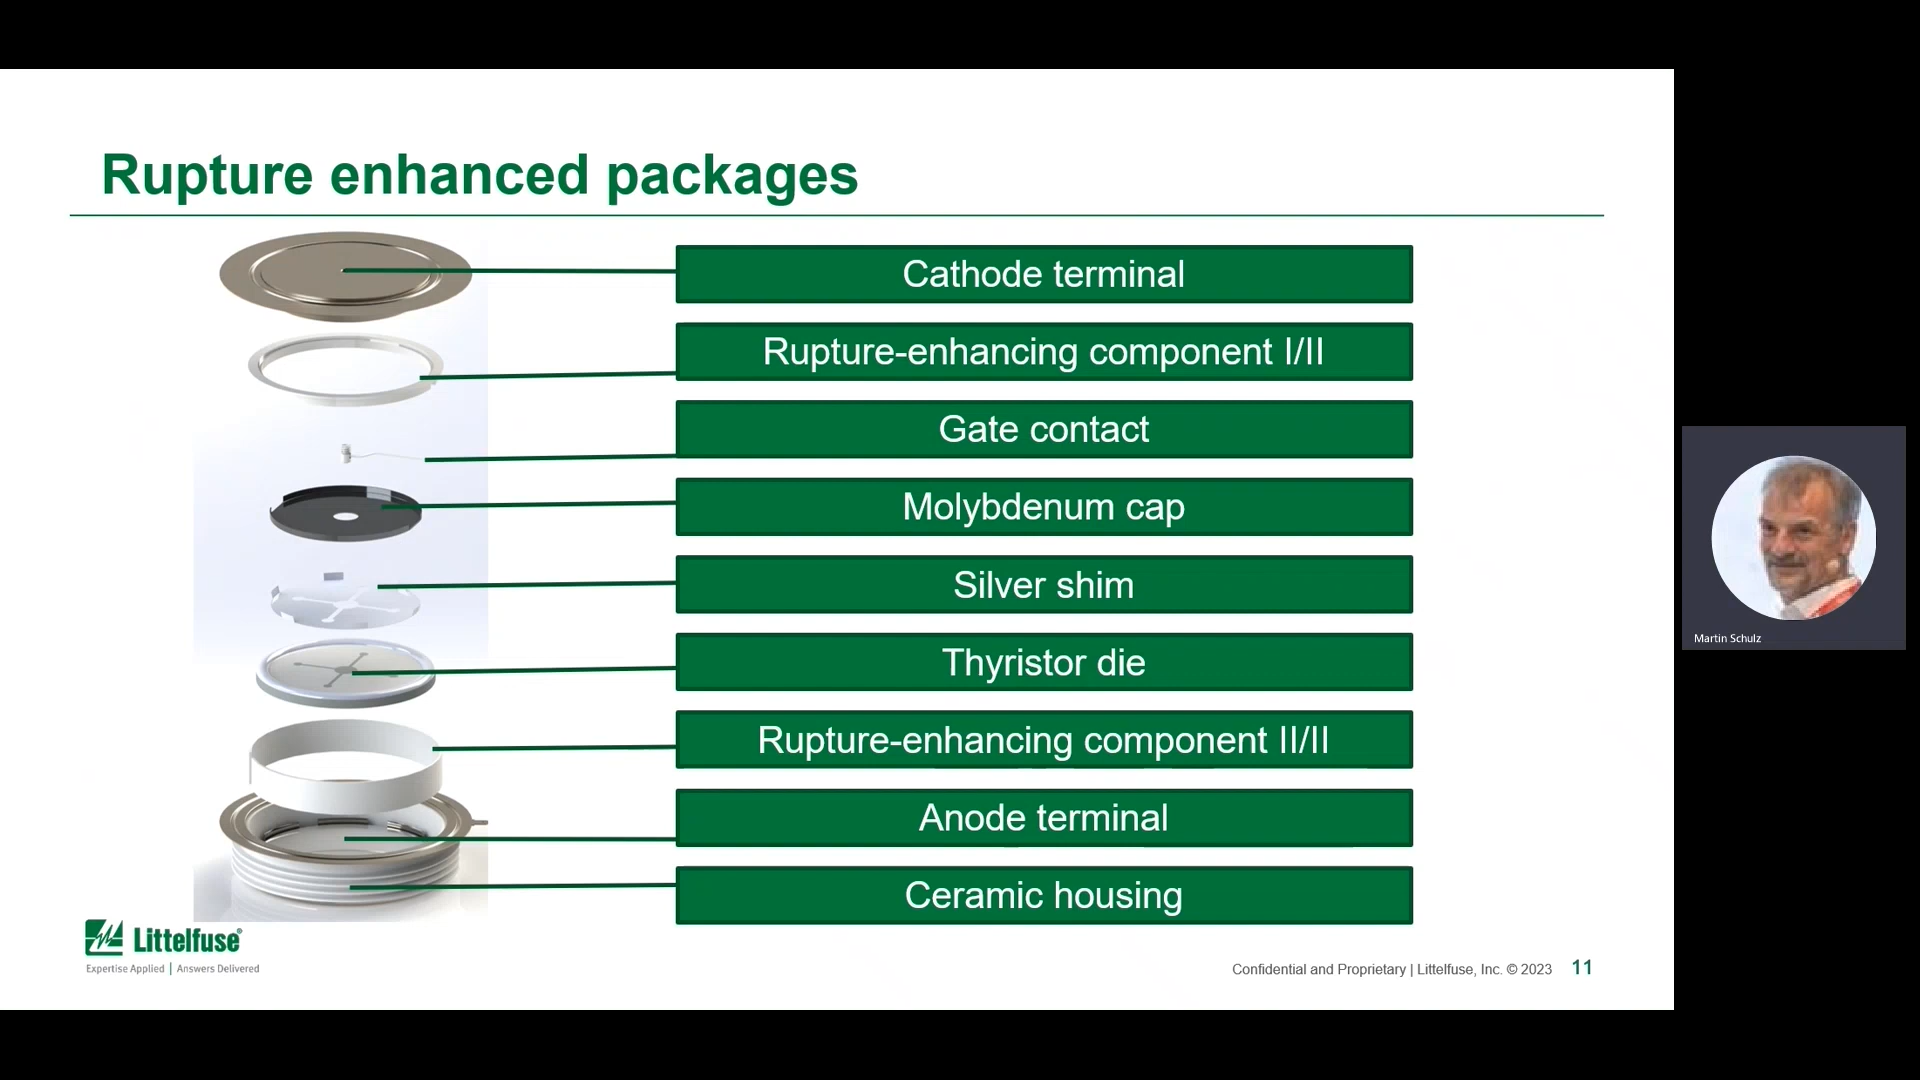 Rupture enhanced packages
Cathode terminal
Rupture-enhancing component I/II
Gate contact
Molybdenum cap
Silver shim
Thyristor die
Rupture-enhancing component II/II
Anode terminal
Ceramic housing
Littelfuse®
Expertise Applied | Answers Delivered
Confidential and Proprietary | Littelfuse, Inc. © 2023 11
Martin Schulz